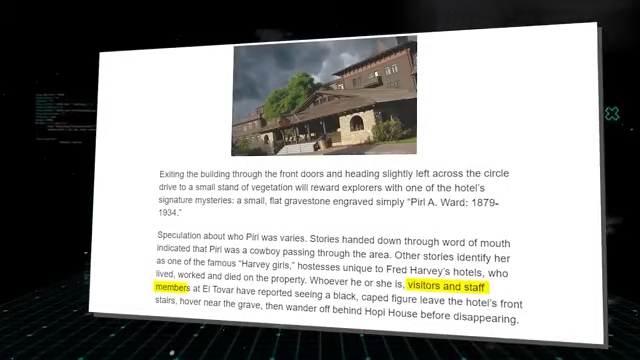 Exiting the building through the front doors and heading slightly left across the circle
drive to a small stand of vegetation will reward explorers with one of the hotel's
signature mysteries: a small, flat gravestone engraved simply “Pirl A. Ward: 1879-
1934.”
Speculation about who Pirl was varies. Stories handed down through word of mouth
indicated that Pirl was a cowboy passing through the area. Other stories identify her
as one of the famous “Harvey girls,” hostesses unique to Fred Harvey's hotels, who
lived, worked and died on the property. Whoever he or she is, visitors and staff
members at El Tovar have reported seeing a black, caped figure leave the hotel's front
stairs, hover near the grave, then wander off behind Hopi House before disappearing.